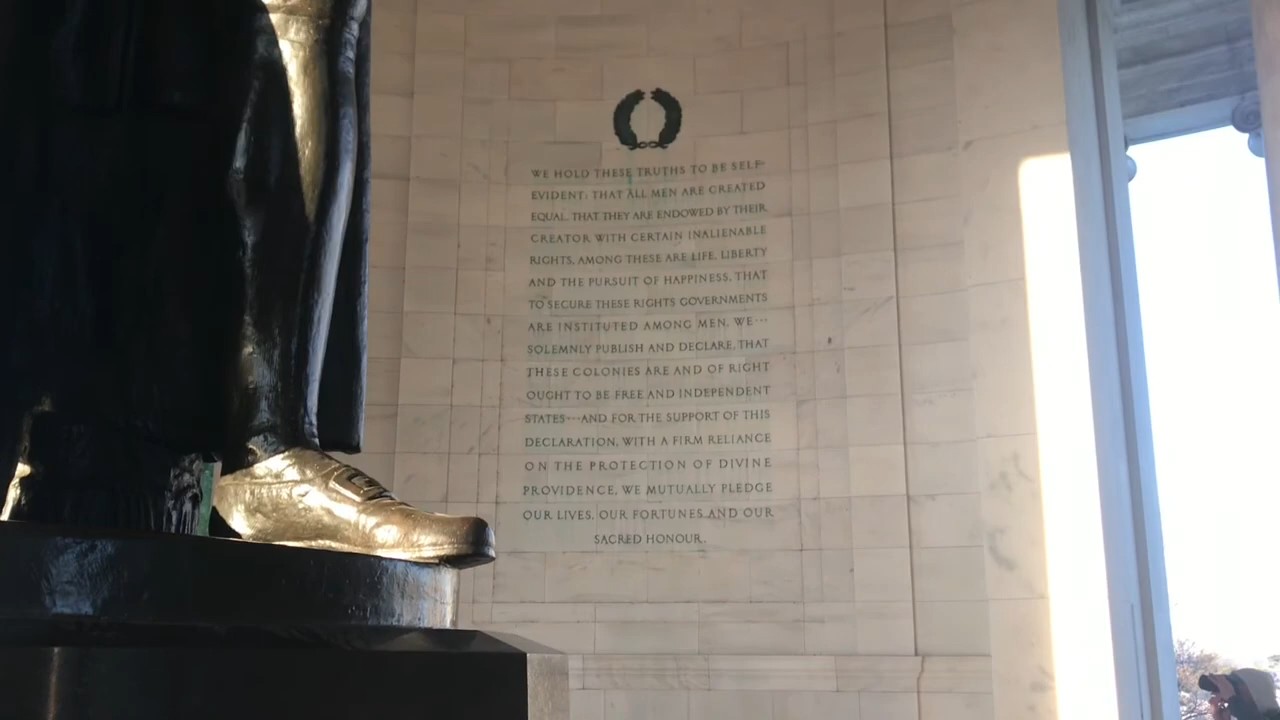 WE HOLD THESE TRUTHS TO BE SELF-
EVIDENT: THAT ALL MEN ARE CREATED
EQUAL, THAT THEY ARE ENDOWED BY THEIR
CREATOR WITH CERTAIN INALIENABLE
RIGHTS, AMONG THESE ARE LIFE, LIBERTY
AND THE PURSUIT OF HAPPINESS, THAT
TO SECURE THESE RIGHTS GOVERNMENTS
ARE INSTITUTED AMONG MEN. WE···
SOLEMNLY PUBLISH AND DECLARE, THAT
THESE COLONIES ARE AND OF RIGHT
OUGHT TO BE FREE AND INDEPENDENT
STATES···AND FOR THE SUPPORT OF THIS
DECLARATION, WITH A FIRM RELIANCE
ON THE PROTECTION OF DIVINE
PROVIDENCE, WE MUTUALLY PLEDGE
OUR LIVES, OUR FORTUNES AND OUR
SACRED HONOUR.